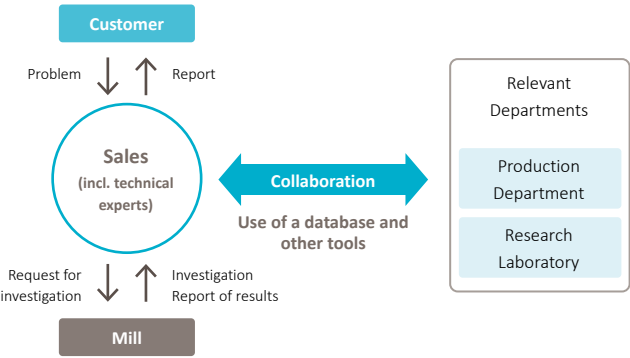 Customer
Problem
Report
Sales
(incl. technical
experts)
Collaboration
Use of a database and
other tools
Relevant
Departments
Production
Department
Research
Laboratory
Request for
investigation
Investigation
Report of results
Mill